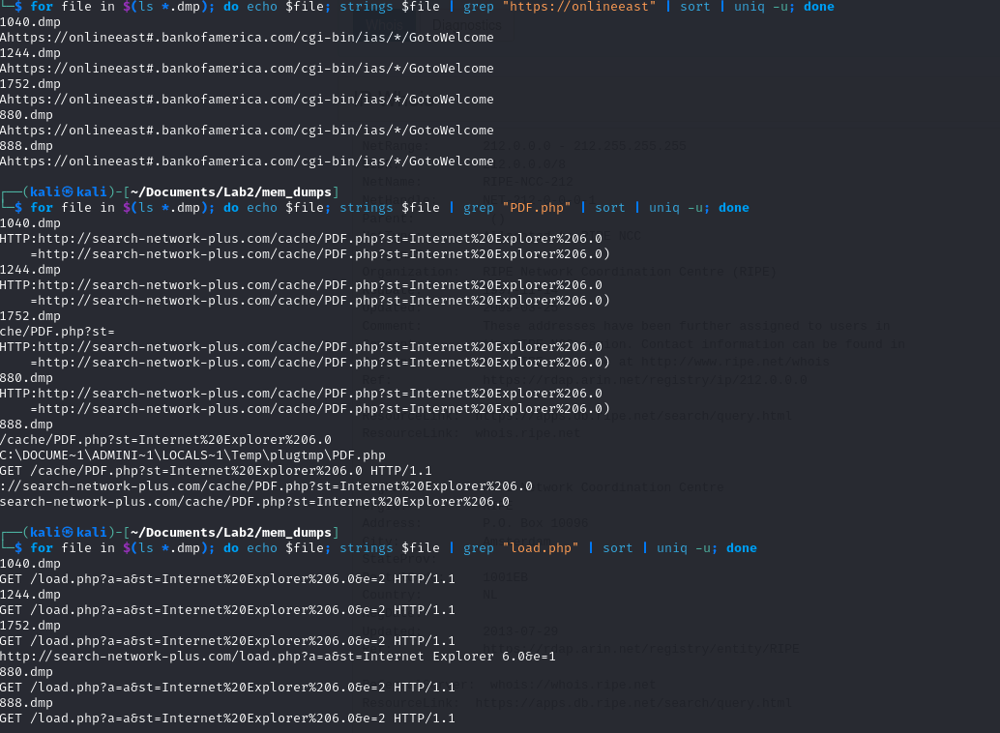 └─$ for file in $(ls *.dmp); do echo $file; strings $file | grep "https://onlineeast" | sort | uniq -u; done
1040.dmp
Ahttps://onlineeast#.bankofamerica.com/cgi-bin/ias/*/GotoWelcome
1244.dmp
Ahttps://onlineeast#.bankofamerica.com/cgi-bin/ias/*/GotoWelcome
1752.dmp
Ahttps://onlineeast#.bankofamerica.com/cgi-bin/ias/*/GotoWelcome
880.dmp
Ahttps://onlineeast#.bankofamerica.com/cgi-bin/ias/*/GotoWelcome
888.dmp
Ahttps://onlineeast#.bankofamerica.com/cgi-bin/ias/*/GotoWelcome
┌──(kali㉿kali)-[~/Documents/Lab2/mem_dumps]
└─$ for file in $(ls *.dmp); do echo $file; strings $file | grep "PDF.php" | sort | uniq -u; done
1040.dmp
HTTP:http://search-network-plus.com/cache/PDF.php?st=Internet%20Explorer%206.0
=http://search-network-plus.com/cache/PDF.php?st=Internet%20Explorer%206.0)
1244.dmp
HTTP:http://search-network-plus.com/cache/PDF.php?st=Internet%20Explorer%206.0
=http://search-network-plus.com/cache/PDF.php?st=Internet%20Explorer%206.0)
1752.dmp
che/PDF.php?st=
HTTP:http://search-network-plus.com/cache/PDF.php?st=Internet%20Explorer%206.0
=http://search-network-plus.com/cache/PDF.php?st=Internet%20Explorer%206.0)
880.dmp
HTTP:http://search-network-plus.com/cache/PDF.php?st=Internet%20Explorer%206.0
=http://search-network-plus.com/cache/PDF.php?st=Internet%20Explorer%206.0)
888.dmp
/cache/PDF.php?st=Internet%20Explorer%206.0
C:\DOCUME~1\ADMINI~1\LOCALS~1\Temp\plugtmp\PDF.php
GET /cache/PDF.php?st=Internet%20Explorer%206.0 HTTP/1.1
://search-network-plus.com/cache/PDF.php?st=Internet%20Explorer%206.0
search-network-plus.com/cache/PDF.php?st=Internet%20Explorer%206.0
┌──(kali㉿kali)-[~/Documents/Lab2/mem_dumps]
└─$ for file in $(ls *.dmp); do echo $file; strings $file | grep "load.php" | sort | uniq -u; done
1040.dmp
GET /load.php?a=a&st=Internet%20Explorer%206.0&e=2 HTTP/1.1
1244.dmp
GET /load.php?a=a&st=Internet%20Explorer%206.0&e=2 HTTP/1.1
1752.dmp
GET /load.php?a=a&st=Internet%20Explorer%206.0&e=2 HTTP/1.1
http://search-network-plus.com/load.php?a=a&st=Internet Explorer 6.0&e=1
880.dmp
GET /load.php?a=a&st=Internet%20Explorer%206.0&e=2 HTTP/1.1
888.dmp
GET /load.php?a=a&st=Internet%20Explorer%206.0&e=2 HTTP/1.1